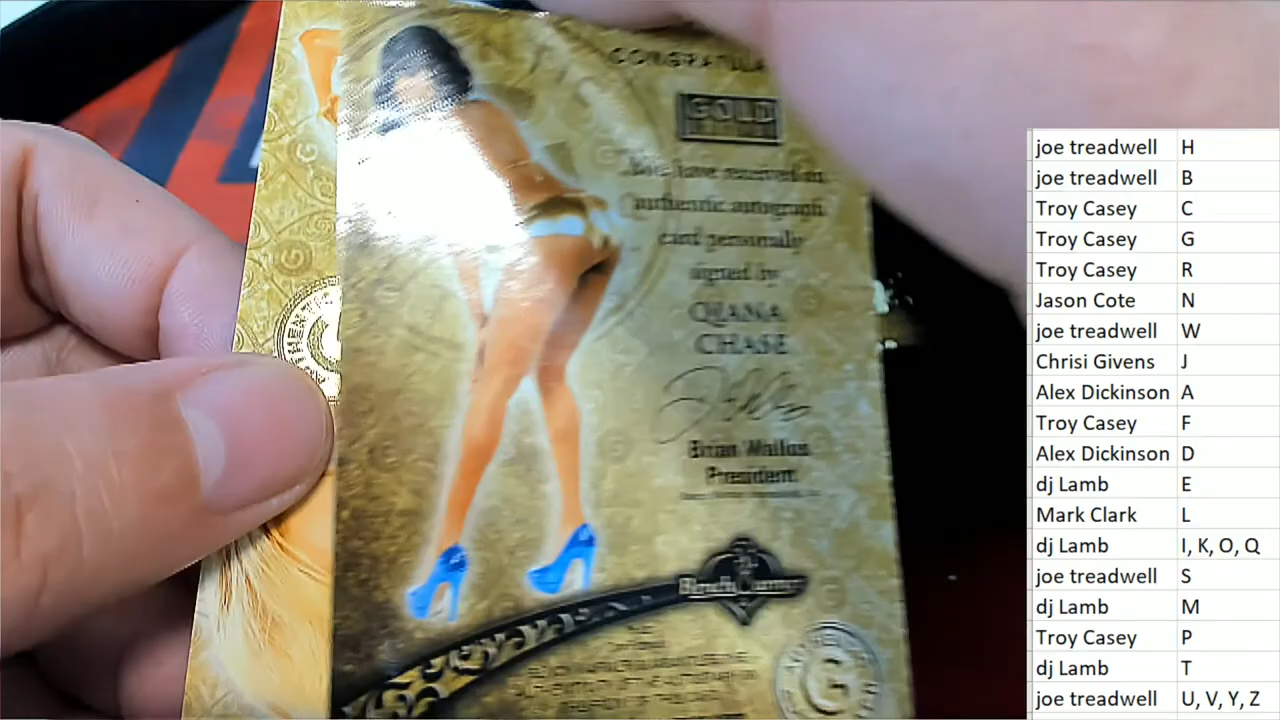 CONGRATULA
GOLD
We have received an
authentic autograph
card personally
signed by
QIANA
CHASE
Brian Wallos
President
BenchWarmer
G
joe treadwell H
joe treadwell B
Troy Casey C
Troy Casey G
Troy Casey R
Jason Cote N
joe treadwell W
Chrisi Givens J
Alex Dickinson A
Troy Casey F
Alex Dickinson D
dj Lamb E
Mark Clark L
dj Lamb I, K, O, Q
joe treadwell S
dj Lamb M
Troy Casey P
dj Lamb T
joe treadwell U, V, Y, Z